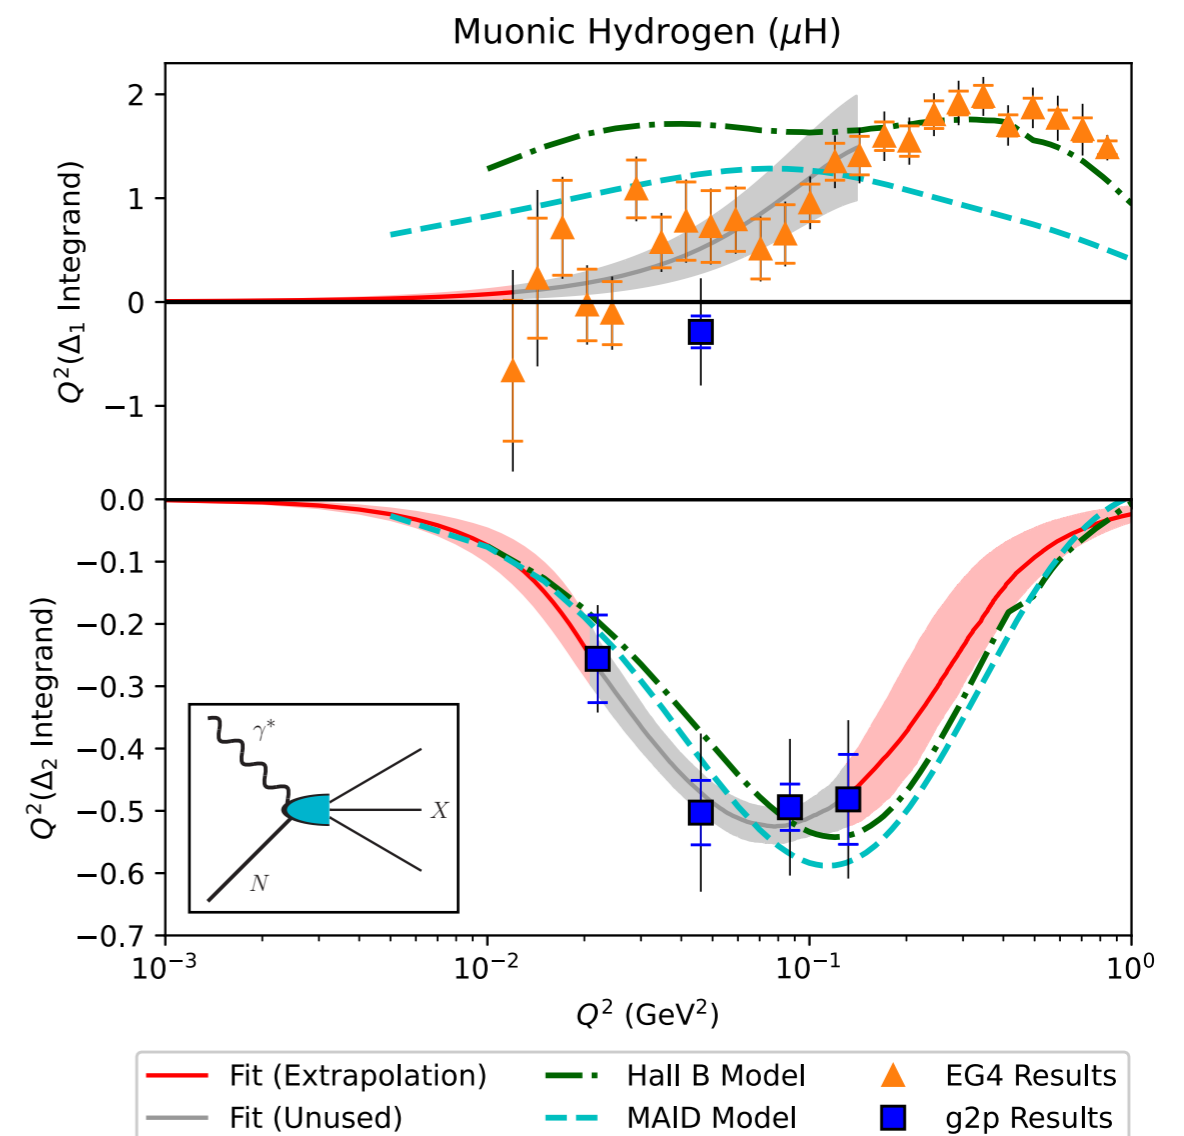 Muonic Hydrogen (μH)
Q²(Δ₁ Integrand)
2
1
0
−1
Q²(Δ₂ Integrand)
0.0
−0.1
−0.2
−0.3
−0.4
−0.5
−0.6
−0.7
γ*
X
N
10⁻³ 10⁻² 10⁻¹ 10⁰
Q² (GeV²)
Fit (Extrapolation) Hall B Model EG4 Results
Fit (Unused) MAID Model g2p Results